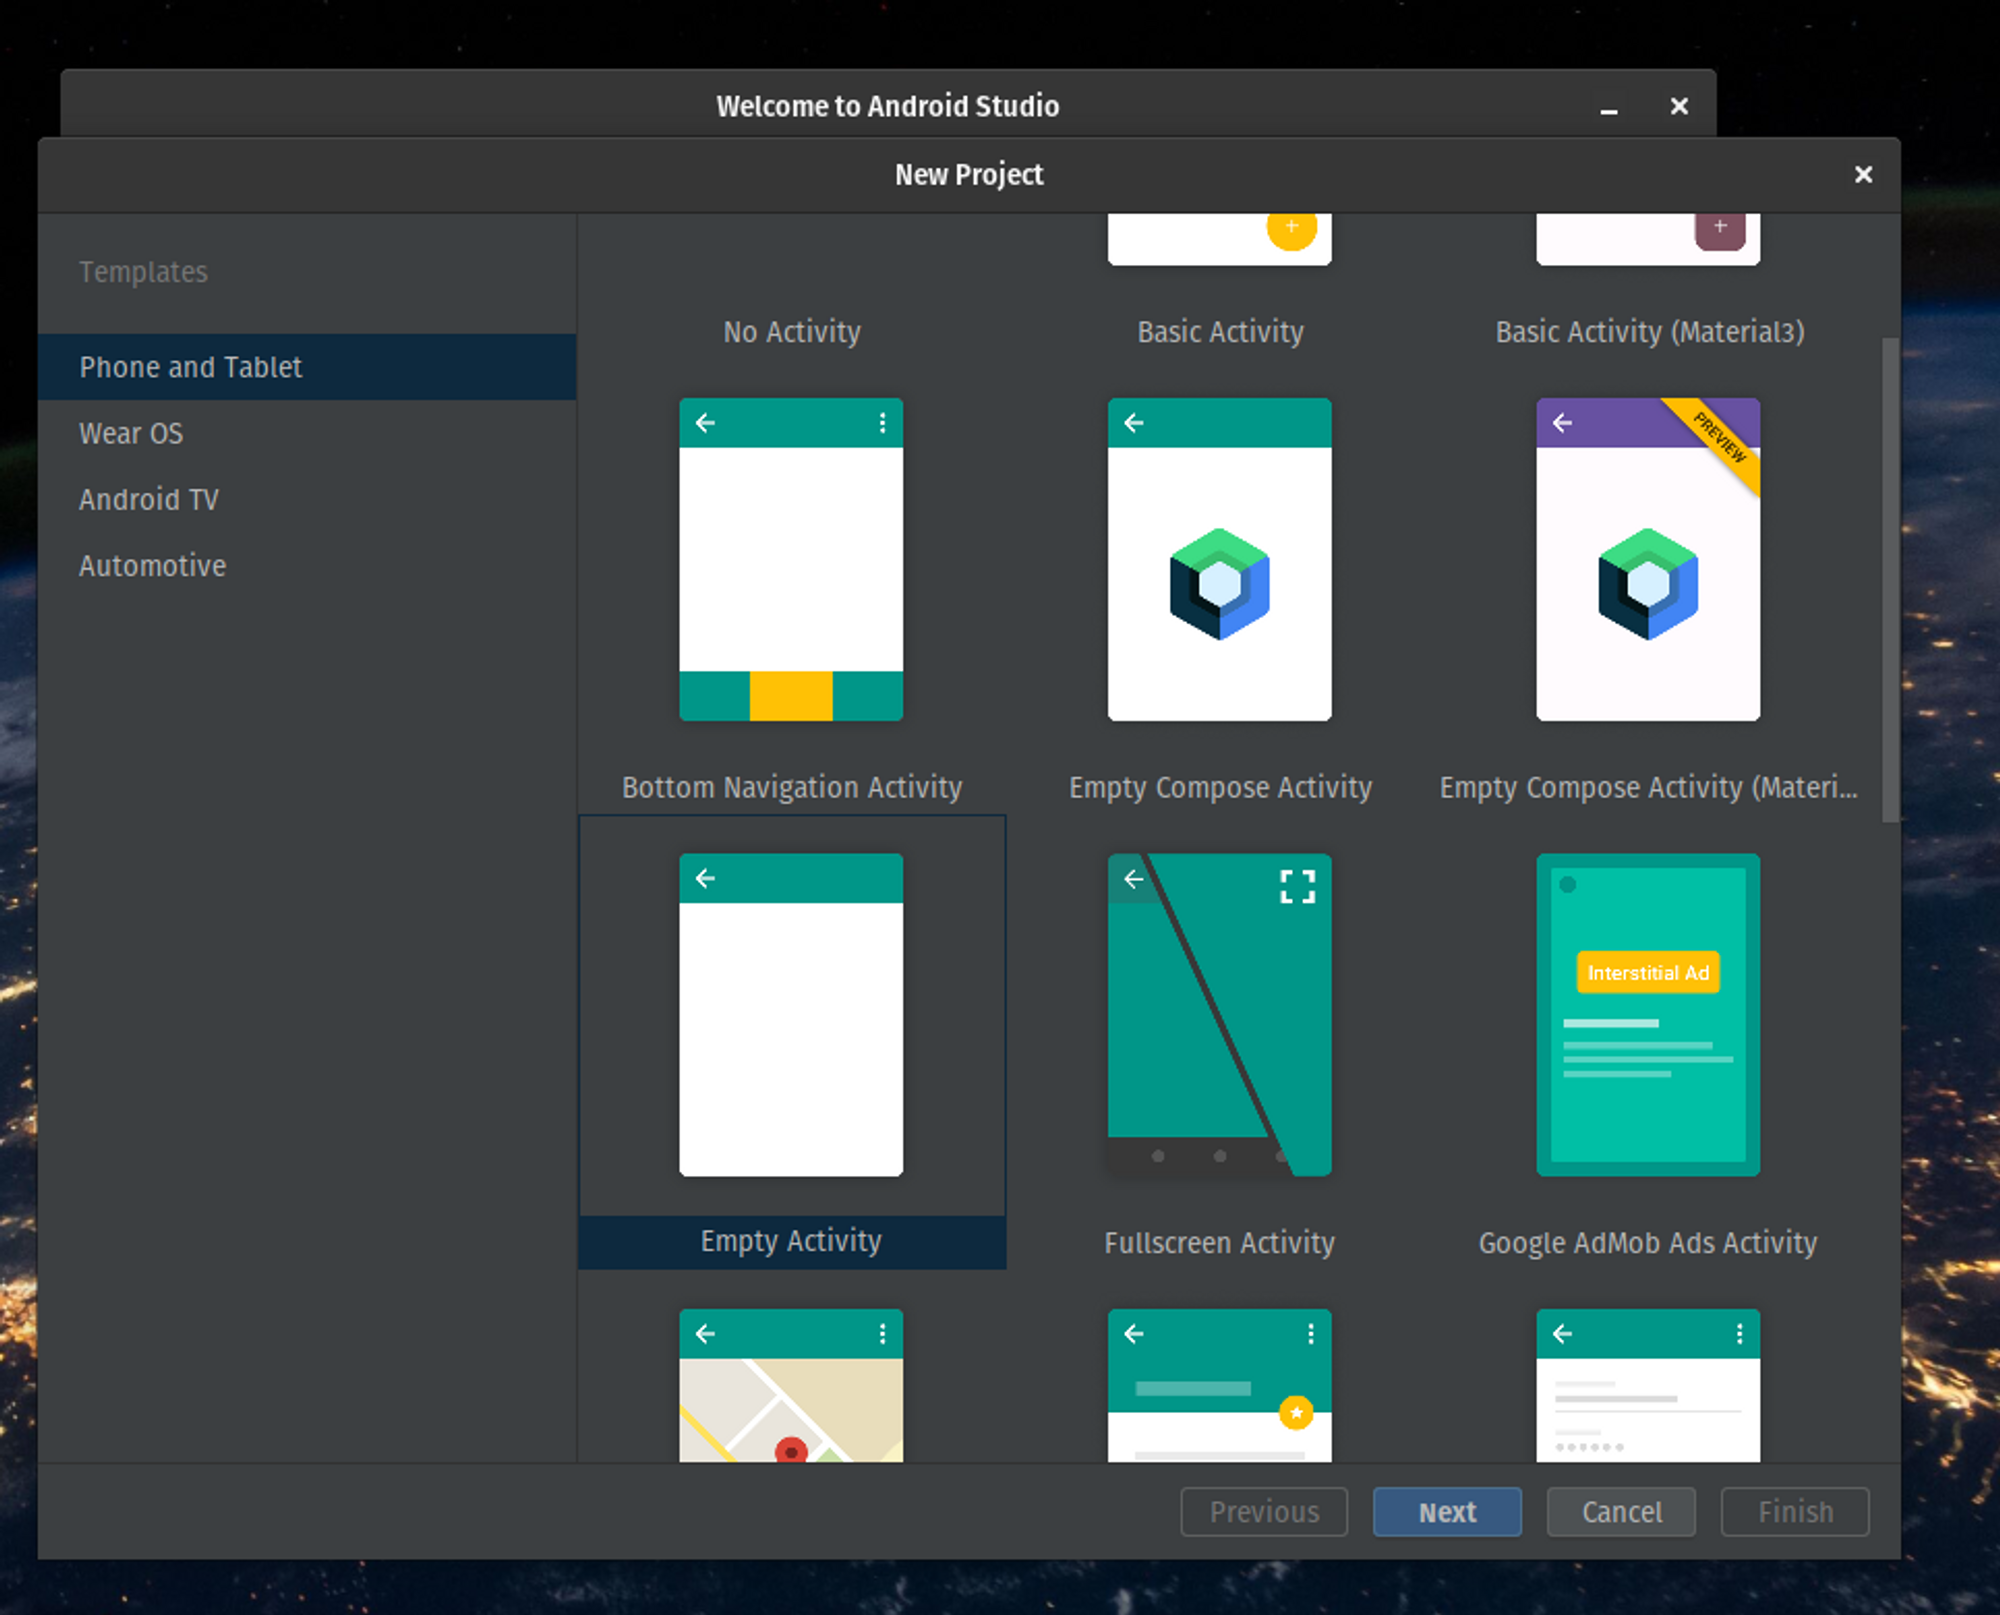 Welcome to Android Studio
New Project
Templates
Phone and Tablet
Wear OS
Android TV
Automotive
No Activity
Basic Activity
Basic Activity (Material3)
PREVIEW
Bottom Navigation Activity
Empty Compose Activity
Empty Compose Activity (Materi...
Interstitial Ad
Empty Activity
Fullscreen Activity
Google AdMob Ads Activity
Previous
Next
Cancel
Finish